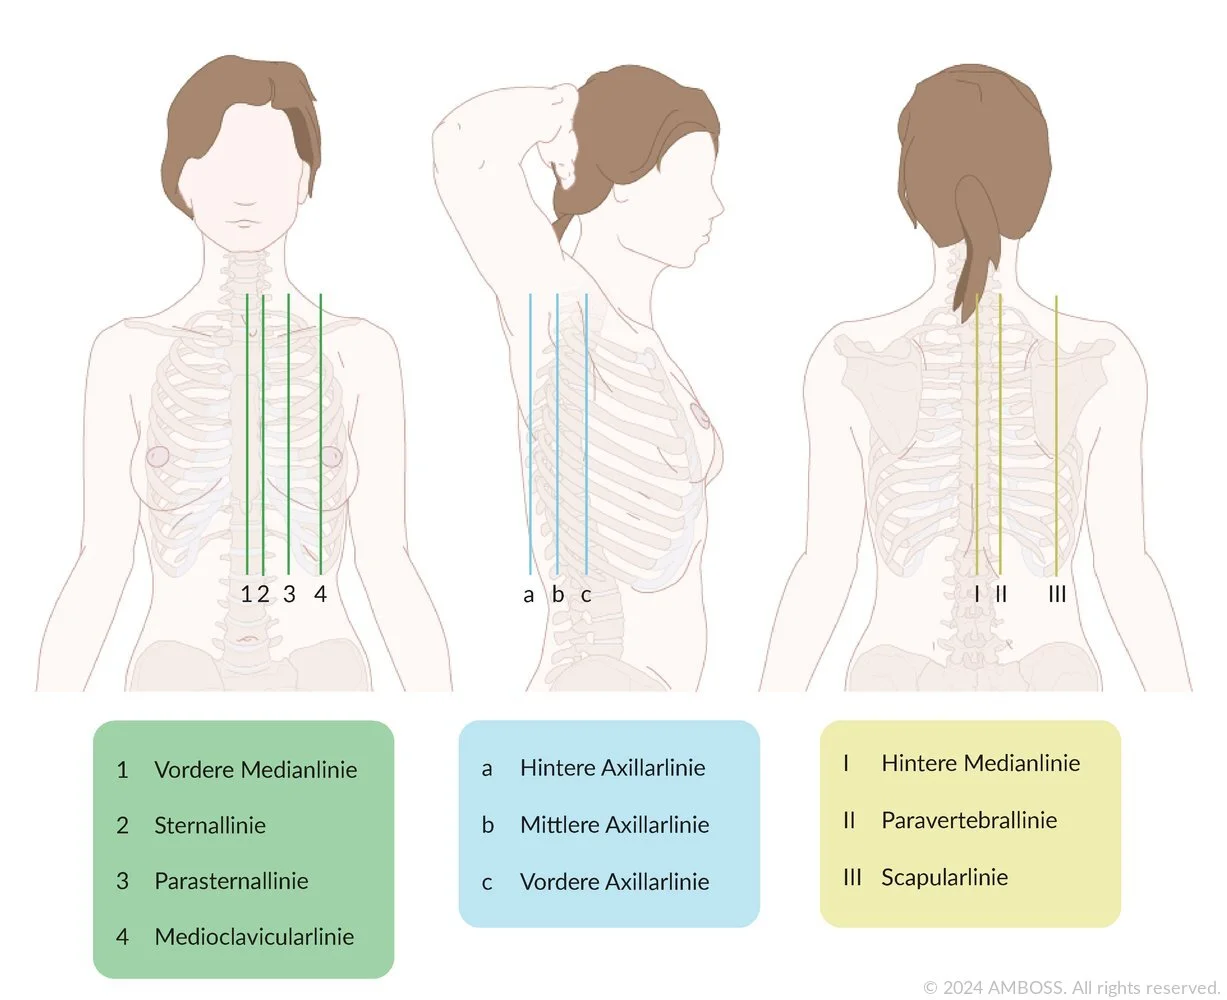 1 2 3 4
a b c
I II III
1 Vordere Medianlinie
2 Sternallinie
3 Parasternallinie
4 Medioclavicularlinie
a Hintere Axillarlinie
b Mittlere Axillarlinie
c Vordere Axillarlinie
I Hintere Medianlinie
II Paravertebrallinie
III Scapularlinie
© 2024 AMBOSS. All rights reserved.